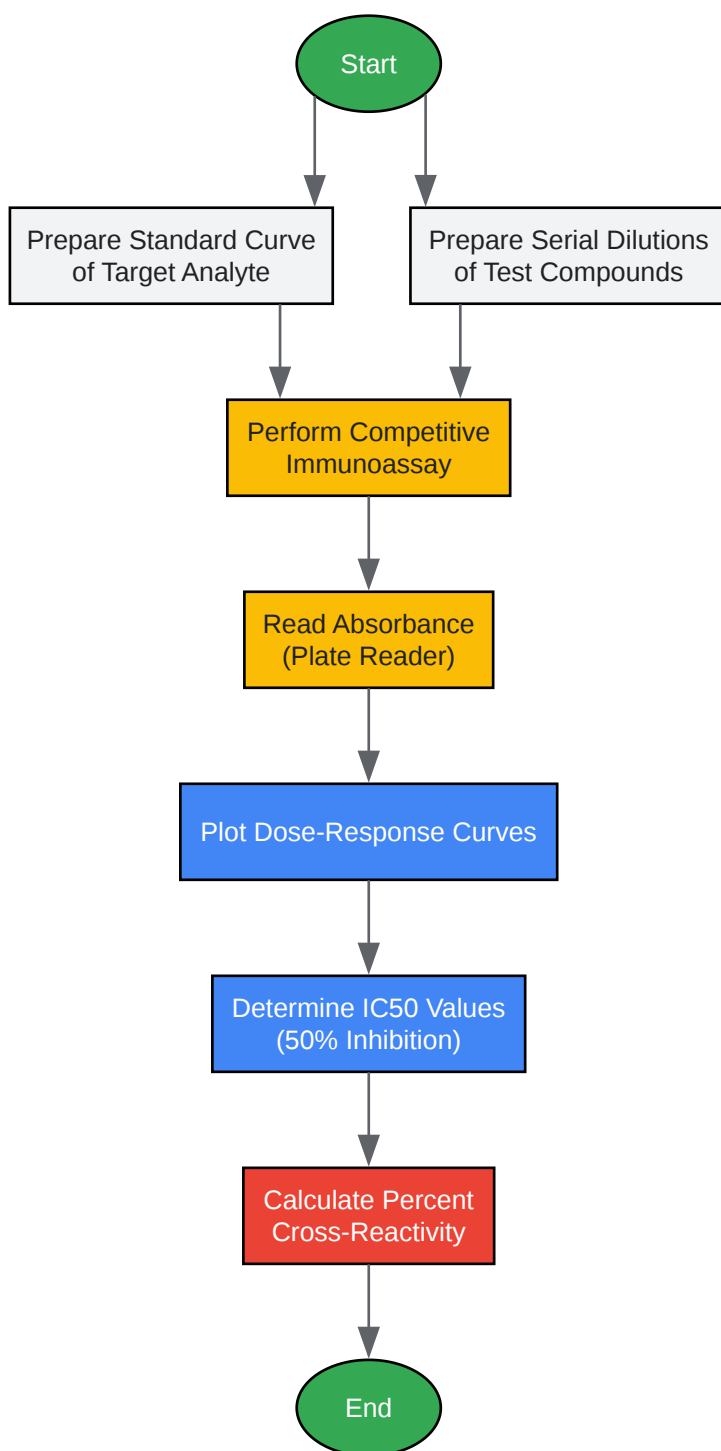 Start
Prepare Standard Curve
of Target Analyte
Prepare Serial Dilutions
of Test Compounds
Perform Competitive
Immunoassay
Read Absorbance
(Plate Reader)
Plot Dose-Response Curves
Determine IC50 Values
(50% Inhibition)
Calculate Percent
Cross-Reactivity
End